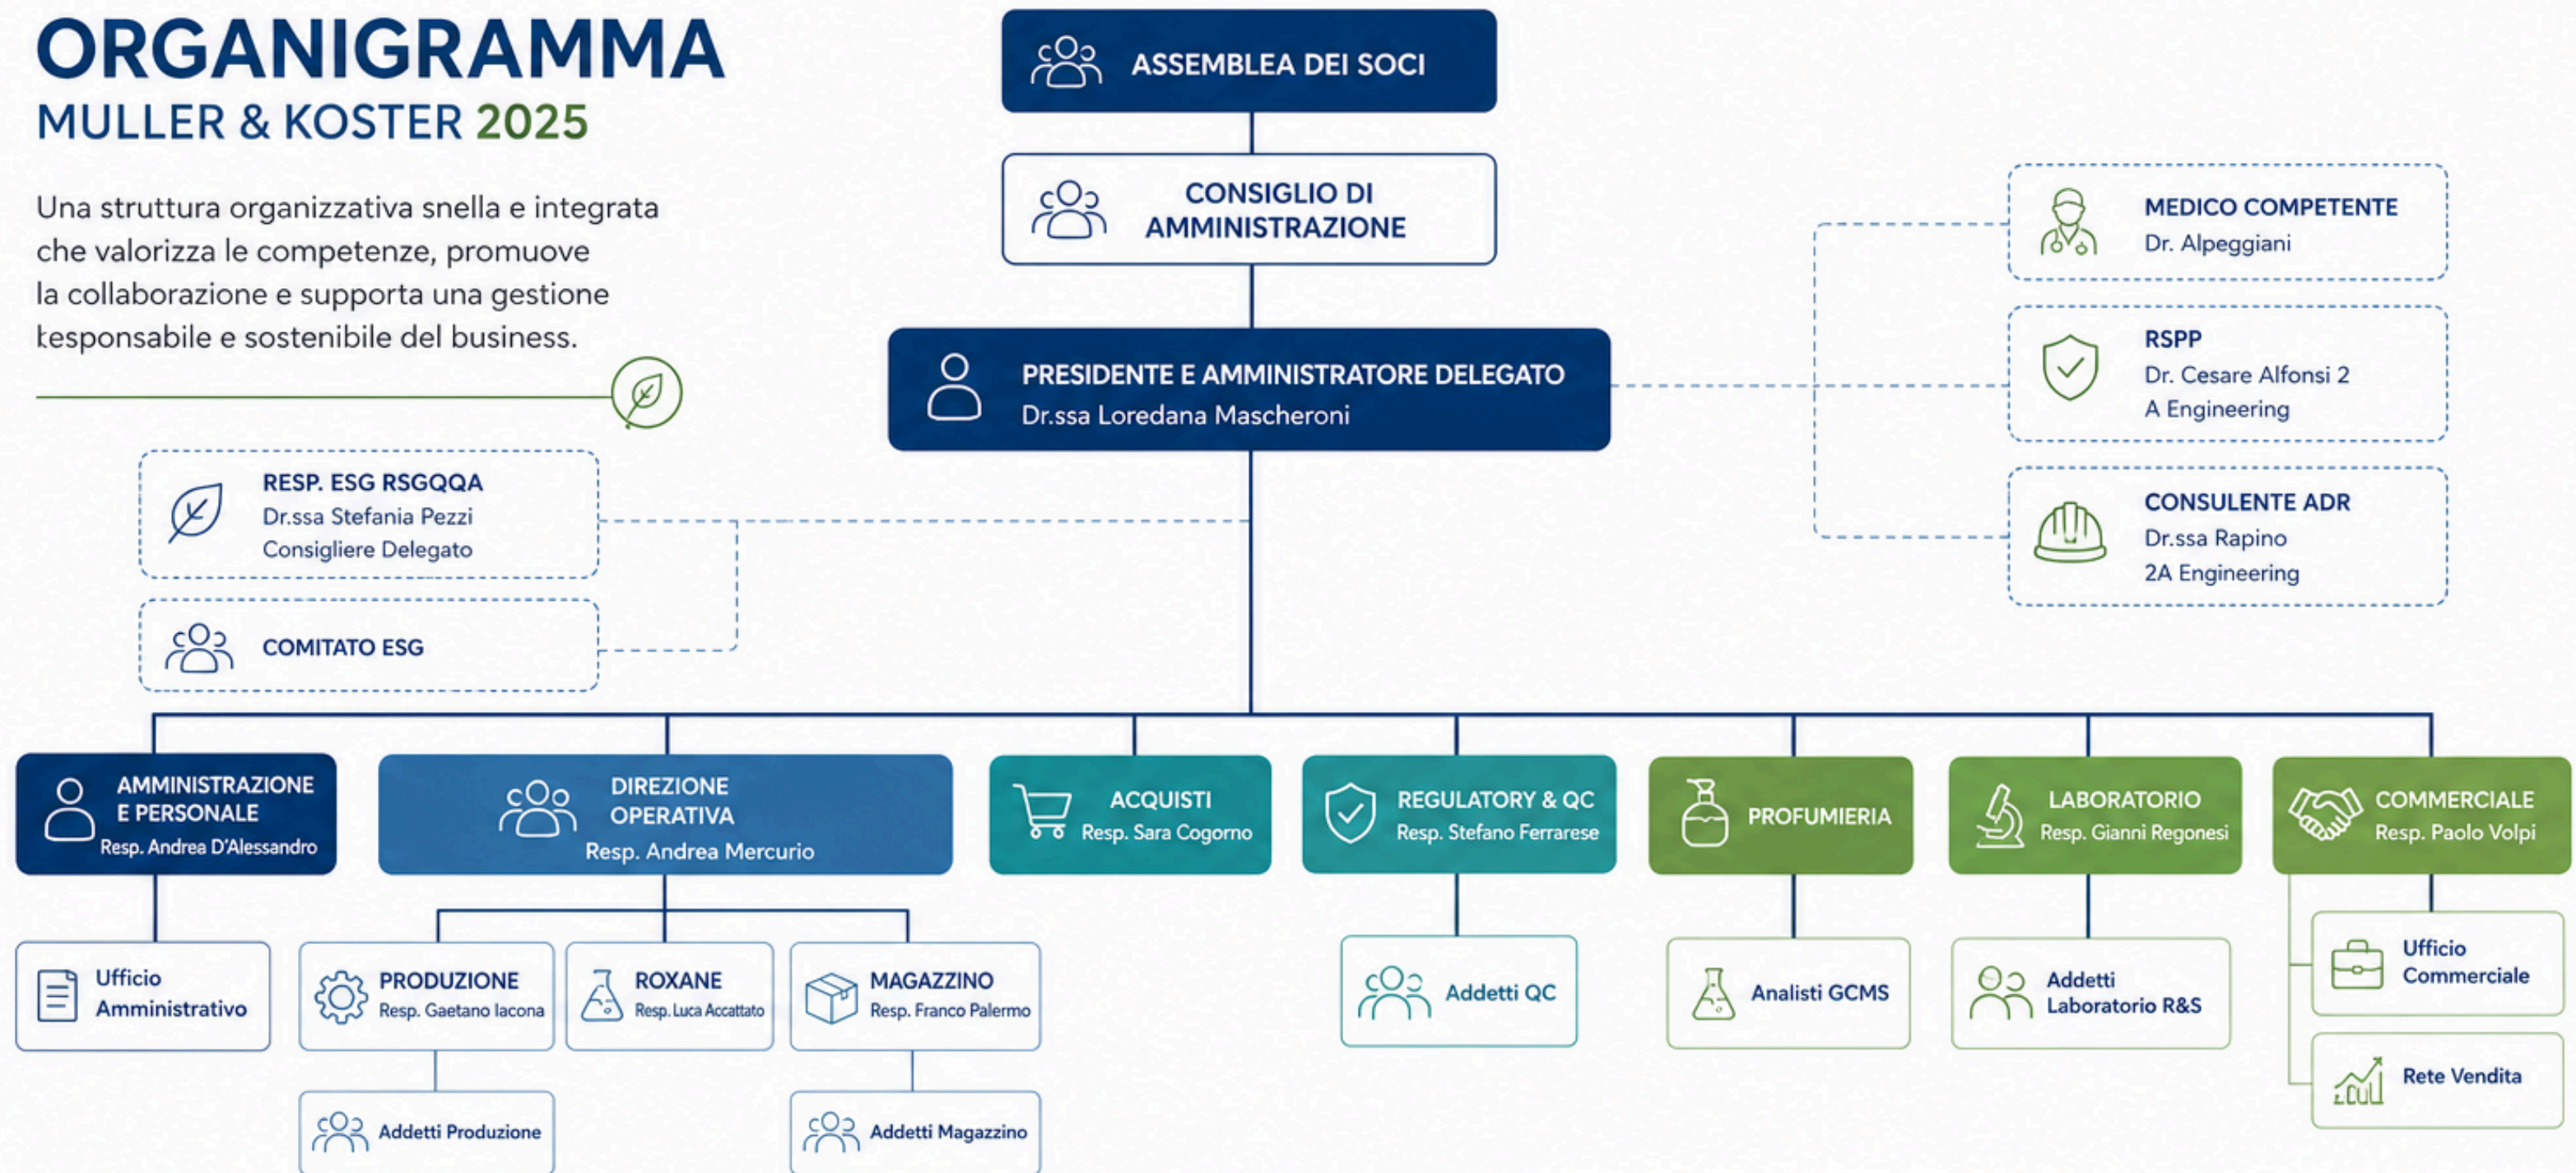 ORGANIGRAMMA
MULLER & KOSTER 2025
Una struttura organizzativa snella e integrata
che valorizza le competenze, promuove
la collaborazione e supporta una gestione
responsabile e sostenibile del business.
ASSEMBLEA DEI SOCI
CONSIGLIO DI
AMMINISTRAZIONE
PRESIDENTE E AMMINISTRATORE DELEGATO
Dr.ssa Loredana Mascheroni
MEDICO COMPETENTE
Dr. Alpeggiani
RSPP
Dr. Cesare Alfonsi 2
A Engineering
CONSULENTE ADR
Dr.ssa Rapino
2A Engineering
RESP. ESG RSGQQA
Dr.ssa Stefania Pezzi
Consigliere Delegato
COMITATO ESG
AMMINISTRAZIONE
E PERSONALE
Resp. Andrea D'Alessandro
DIREZIONE
OPERATIVA
Resp. Andrea Mercurio
ACQUISTI
Resp. Sara Cogorno
REGULATORY & QC
Resp. Stefano Ferrarese
PROFUMIERIA
LABORATORIO
Resp. Gianni Regonesi
COMMERCIALE
Resp. Paolo Volpi
Ufficio
Amministrativo
PRODUZIONE
Resp. Gaetano Iacona
ROXANE
Resp. Luca Accattato
MAGAZZINO
Resp. Franco Palermo
Addetti QC
Analisti GCMS
Addetti
Laboratorio R&S
Ufficio
Commerciale
Rete Vendita
Addetti Produzione
Addetti Magazzino